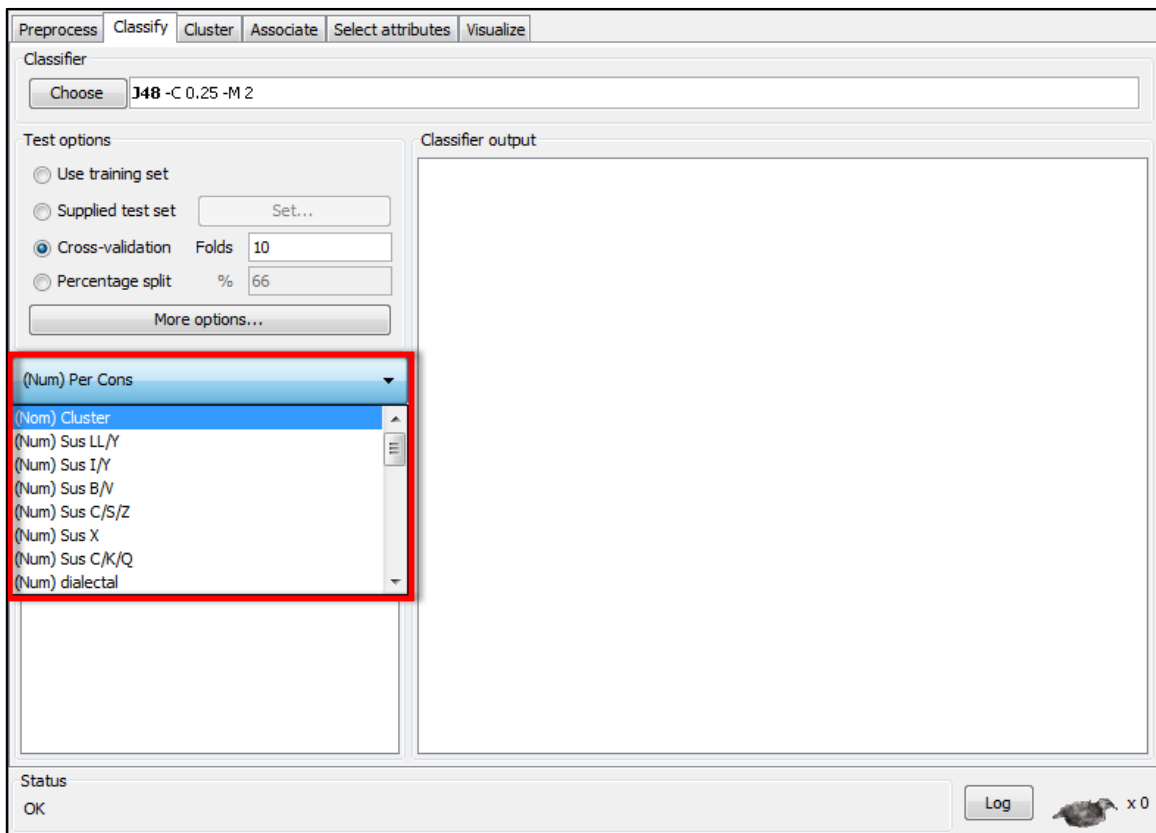 Preprocess Classify Cluster Associate Select attributes Visualize
Classifier
Choose J48 -C 0.25 -M 2
Test options
Classifier output
Use training set
Supplied test set Set...
Cross-validation Folds 10
Percentage split % 66
More options...
(Num) Per Cons
(Nom) Cluster
(Num) Sus LL/Y
(Num) Sus I/Y
(Num) Sus B/V
(Num) Sus C/S/Z
(Num) Sus X
(Num) Sus C/K/Q
(Num) dialectal
Status
OK
Log
x 0